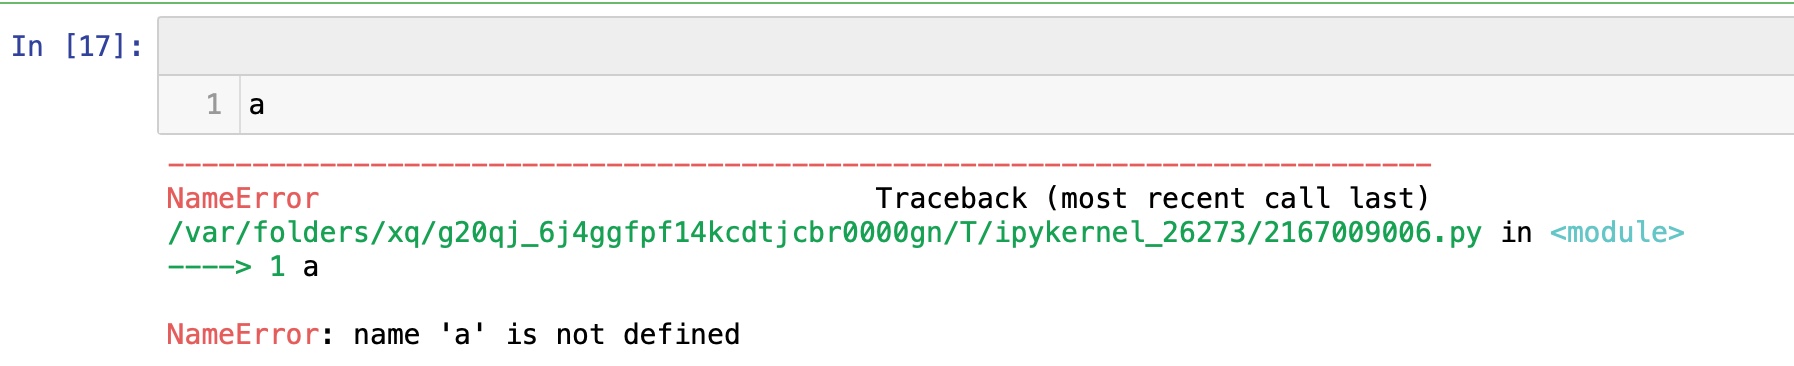 In [17]:
1 a
---------------------------------------------------------------------------
NameError                                 Traceback (most recent call last)
/var/folders/xq/g20qj_6j4ggfpf14kcdtjcbr0000gn/T/ipykernel_26273/2167009006.py in <module>
----> 1 a
NameError: name 'a' is not defined